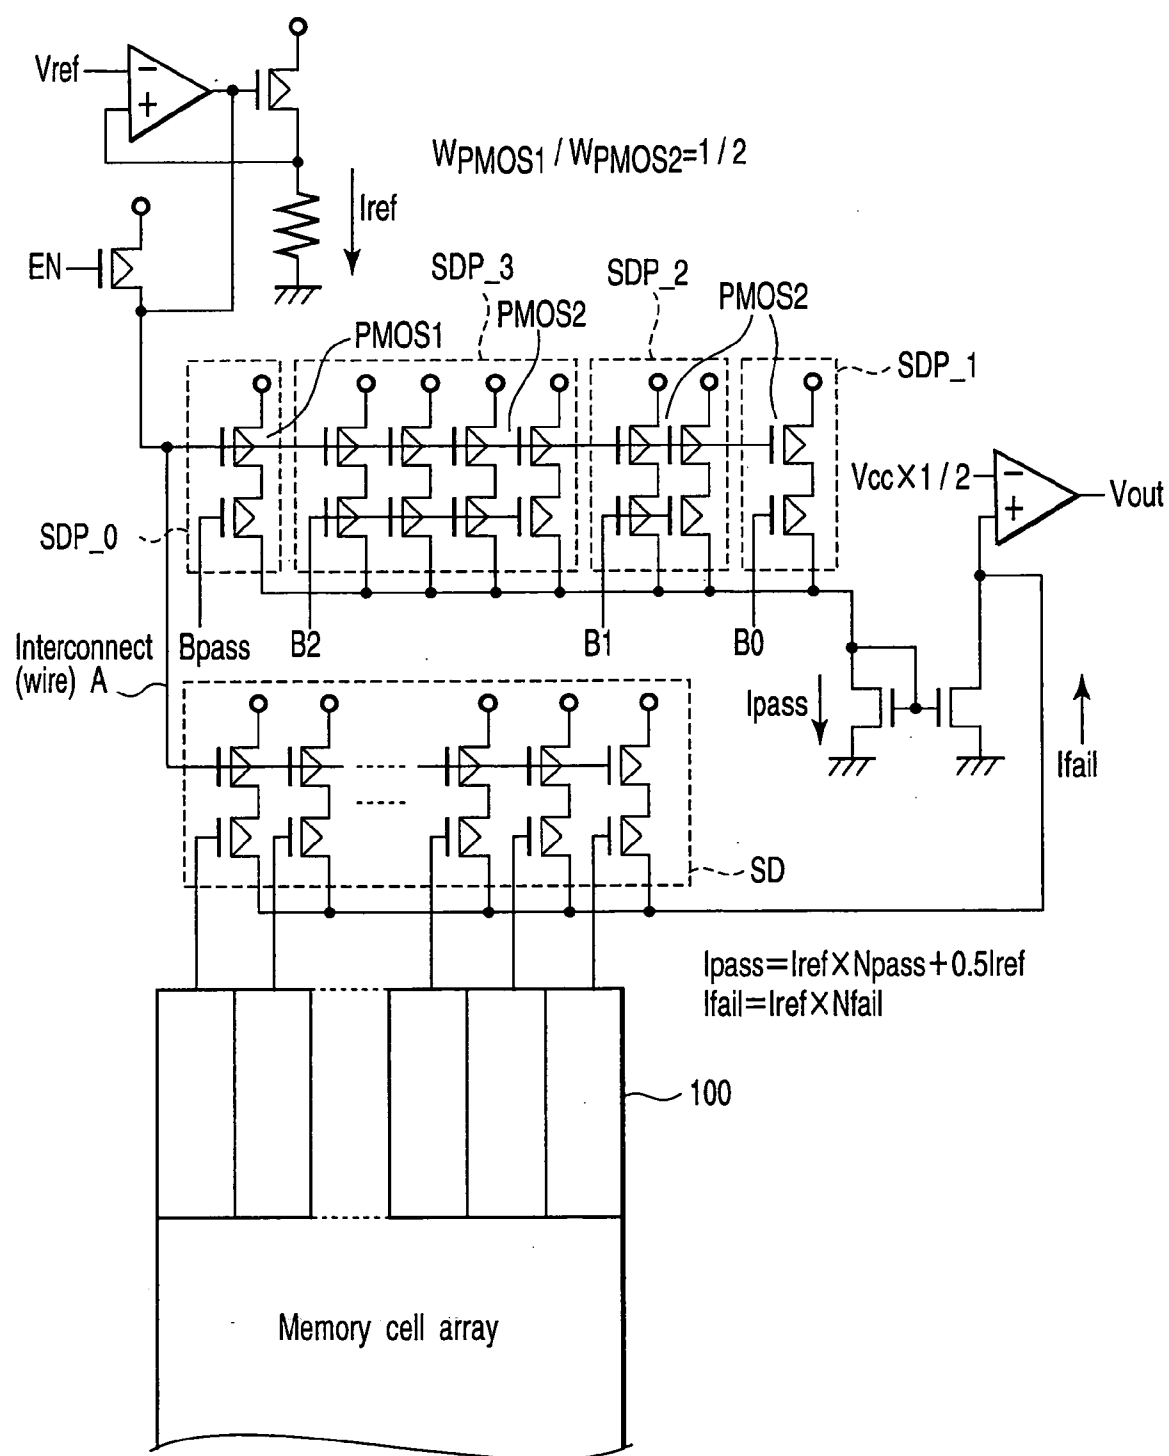 Vref
−
+
WPMOS1 / WPMOS2=1 / 2
Iref
EN
SDP_3
SDP_2
PMOS2
PMOS2
PMOS1
SDP_1
Vcc×1 / 2
−
+
Vout
SDP_0
Interconnect
(wire) A
Bpass
B2
B1
B0
Ipass
Ifail
SD
Ipass=Iref×Npass+0.5Iref
Ifail=Iref×Nfail
100
Memory cell array